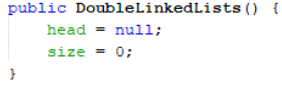 public DoubleLinkedLists() {
    head = null;
    size = 0;
}